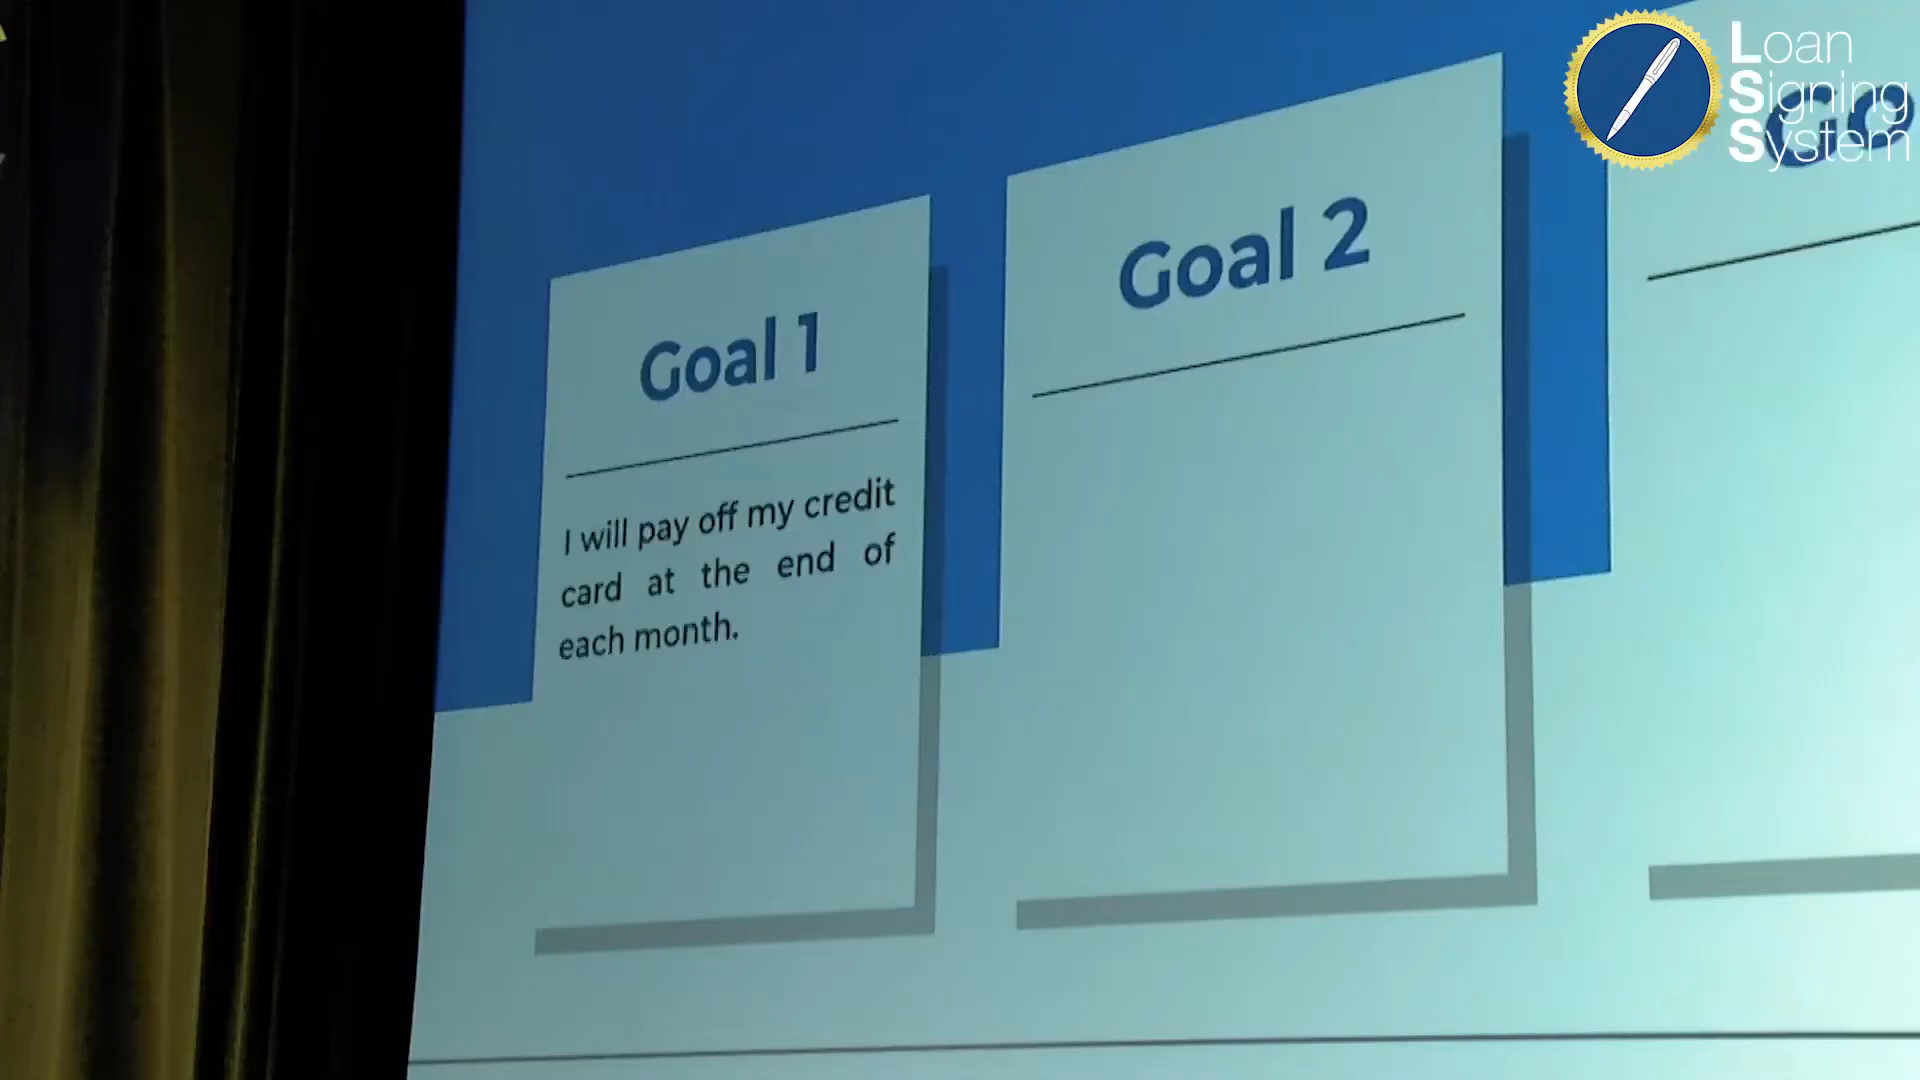 Loan
Signing
System
Goal 1
I will pay off my credit
card at the end of
each month.
Goal 2